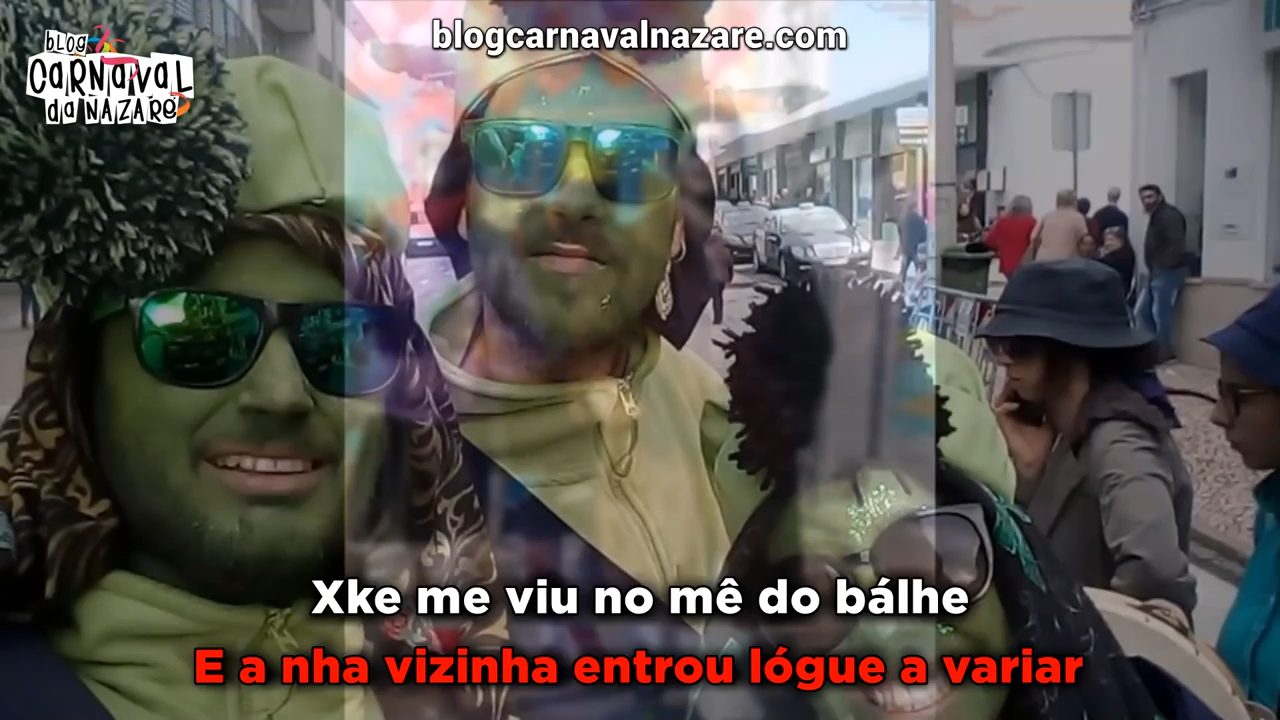 blogcarnavalnazare.com
BLOG
CARNAVAL
da NAZARÉ
Xke me viu no mê do bálhe
E a nha vizinha entrou lógue a variar